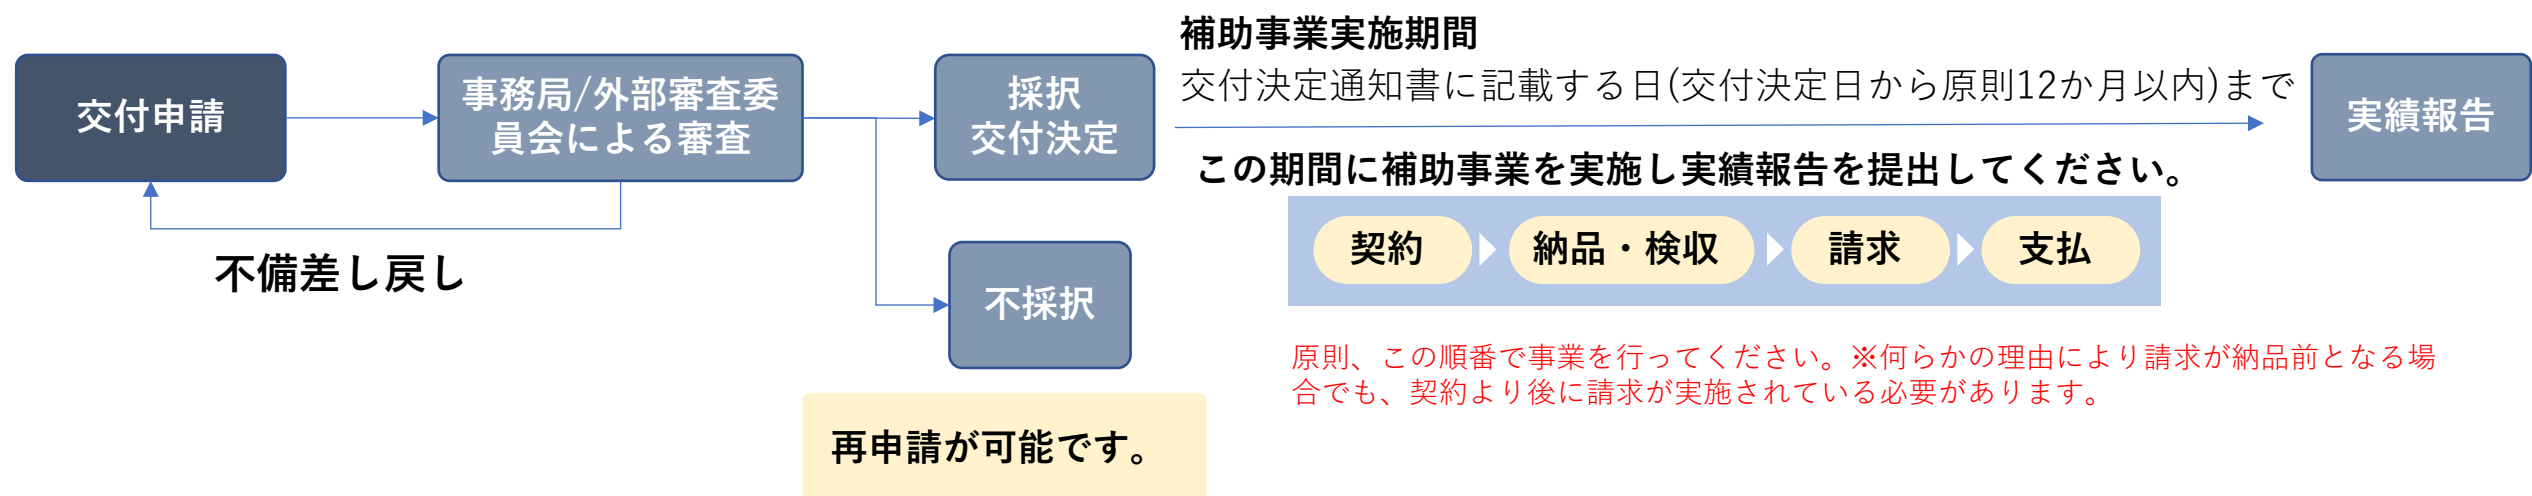 補助事業実施期間
交付決定通知書に記載する日(交付決定日から原則12か月以内)まで
交付申請
事務局/外部審査委
員会による審査
採択
交付決定
実績報告
この期間に補助事業を実施し実績報告を提出してください。
契約
納品・検収
請求
支払
不備差し戻し
不採択
原則、この順番で事業を行ってください。※何らかの理由により請求が納品前となる場
合でも、契約より後に請求が実施されている必要があります。
再申請が可能です。